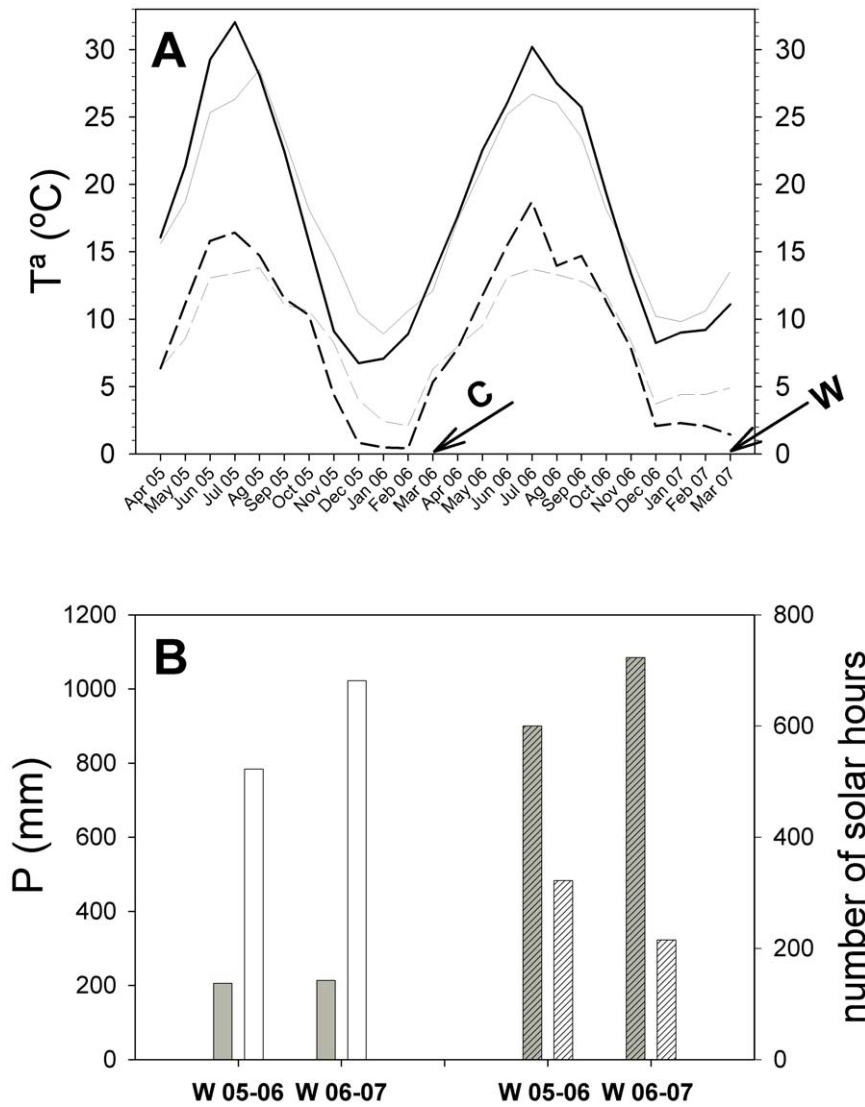 A
30
25
20
15
10
5
0
Tª (ºC)
30
25
20
15
10
5
0
C
W
Apr 05
May 05
Jun 05
Jul 05
Ag 05
Sep 05
Oct 05
Nov 05
Dec 05
Jan 06
Feb 06
Mar 06
Apr 06
May 06
Jun 06
Jul 06
Ag 06
Sep 06
Oct 06
Nov 06
Dec 06
Jan 07
Feb 07
Mar 07
B
1200
1000
800
600
400
200
0
P (mm)
800
600
400
200
0
number of solar hours
W 05-06 W 06-07 W 05-06 W 06-07